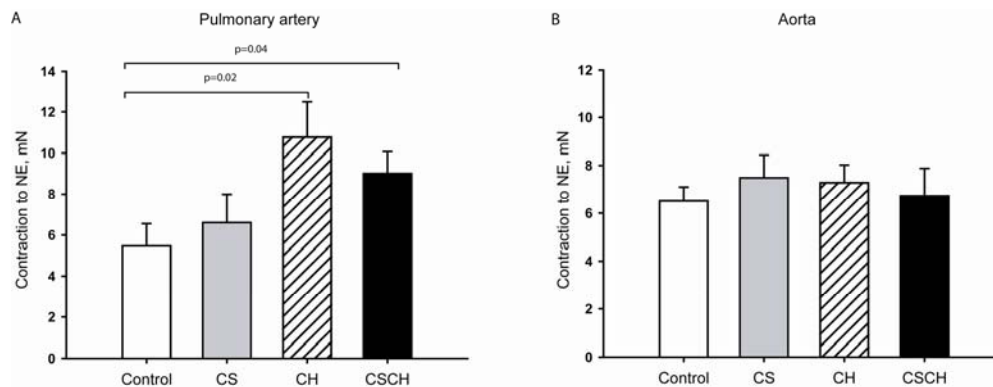 A
Pulmonary artery
p=0.04
p=0.02
Contraction to NE, mN
14
12
10
8
6
4
2
0
Control CS CH CSCH
B
Aorta
Contraction to NE, mN
12
10
8
6
4
2
0
Control CS CH CSCH